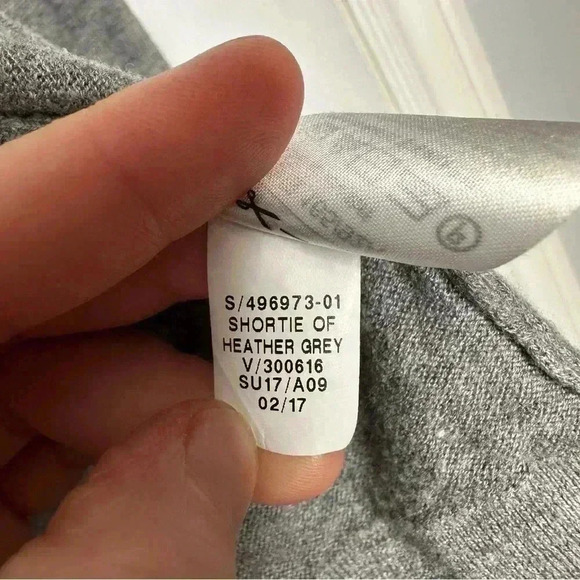 S/496973-01
SHORTIE OF
HEATHER GREY
V/300616
SU17/A09
02/17